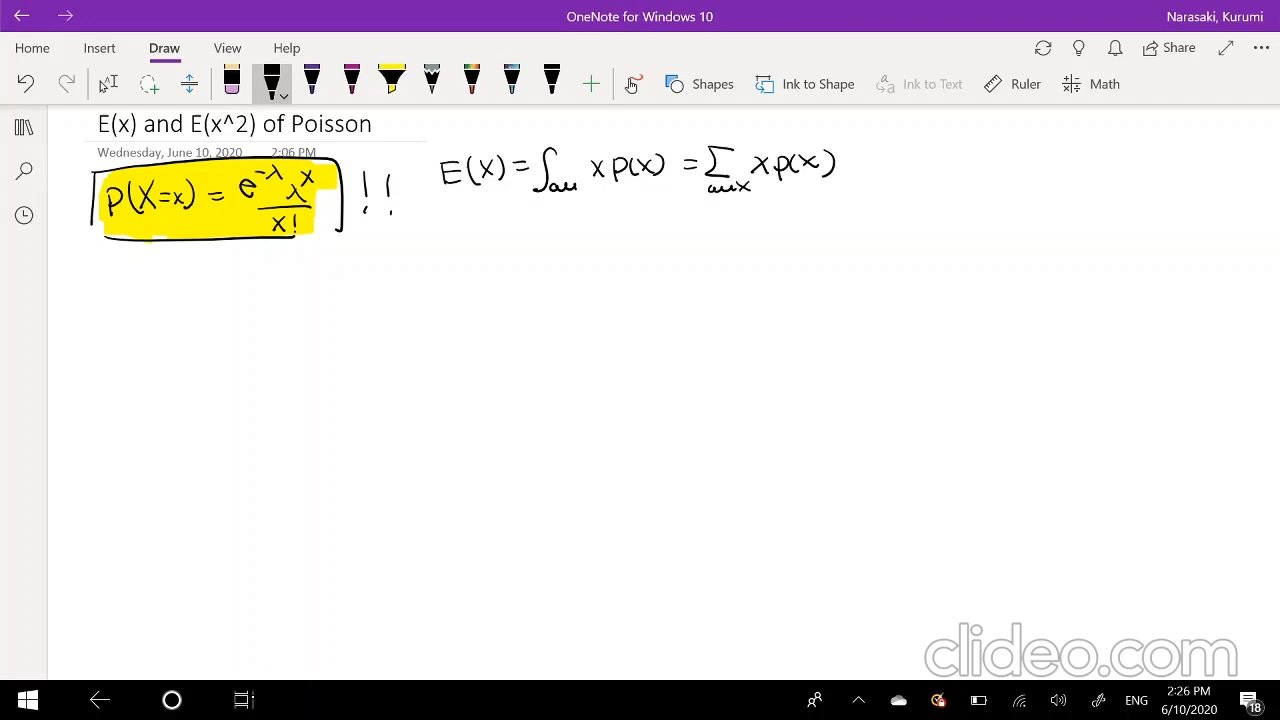 OneNote for Windows 10
Narasaki, Kurumi
Home Insert Draw View Help
Share
Shapes Ink to Shape Ink to Text Ruler Math
E(x) and E(x^2) of Poisson
Wednesday, June 10, 2020 2:06 PM
P(X=x) = e^-λ λ^x / x! !!
E(X) = ∫all x p(x) = Σall x x p(x)
clideo.com
ENG
2:26 PM
6/10/2020
18